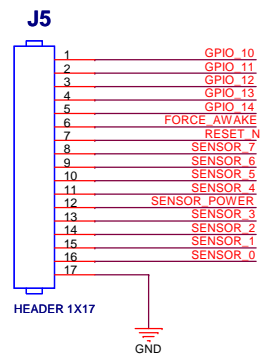 J5
1 GPIO_10
2 GPIO_11
3 GPIO_12
4 GPIO_13
5 GPIO_14
6 FORCE_AWAKE
7 RESET_N
8 SENSOR_7
9 SENSOR_6
10 SENSOR_5
11 SENSOR_4
12 SENSOR_POWER
13 SENSOR_3
14 SENSOR_2
15 SENSOR_1
16 SENSOR_0
17
HEADER 1X17
GND